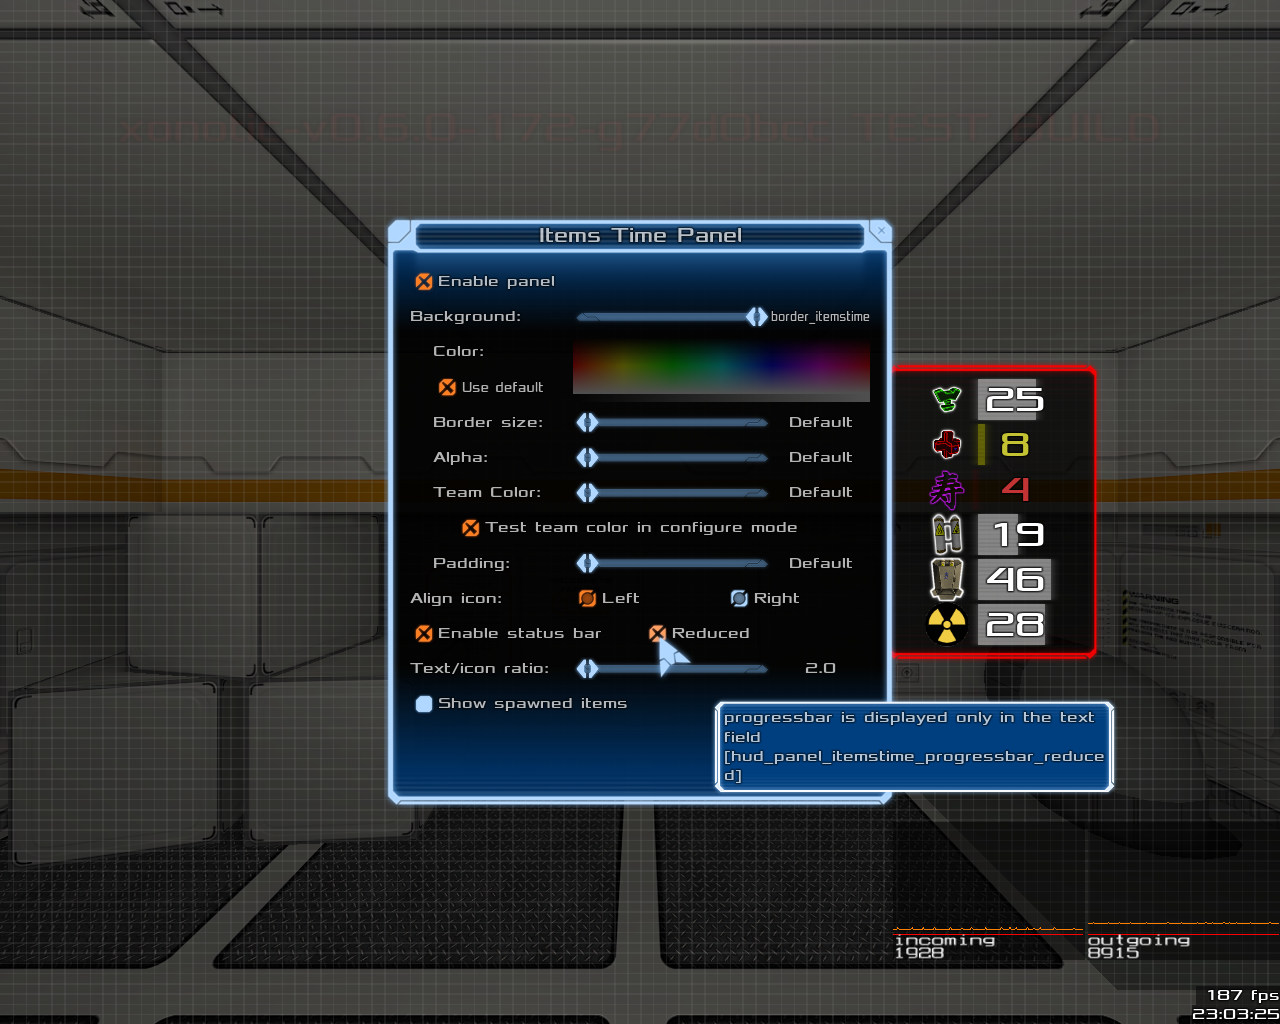 Items Time Panel
Enable panel
Background:
border_itemstime
Color:
Use default
Border size:
Default
Alpha:
Default
Team Color:
Default
Test team color in configure mode
Padding:
Default
Align icon:
Left
Right
Enable status bar
Reduced
Text/icon ratio:
2.0
Show spawned items
progressbar is displayed only in the text
field
[hud_panel_itemstime_progressbar_reduce
d]
25
8
寿 4
19
46
28
WARNING
incoming
1928
outgoing
8915
187 fps
23:03:25